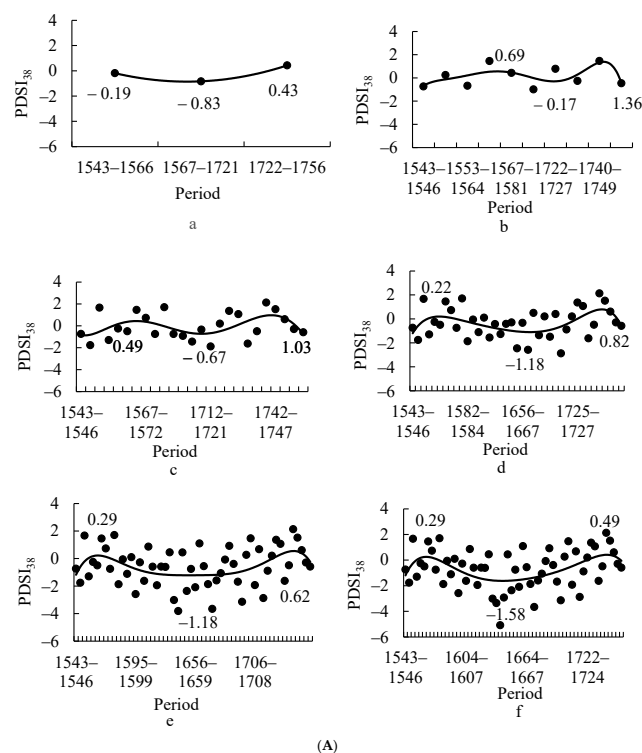 PDSI38
4
2
0
–2
–4
–6
–0.19
–0.83
0.43
1543–1566 1567–1721 1722–1756
Period
a
PDSI38
4
2
0
–2
–4
–6
0.69
–0.17
1.36
1543– 1553– 1567– 1722– 1740–
1546 1564 1581 1727 1749
Period
b
PDSI38
4
2
0
–2
–4
–6
0.49
–0.67
1.03
1543– 1567– 1712– 1742–
1546 1572 1721 1747
Period
c
PDSI38
4
2
0
–2
–4
–6
0.22
–1.18
0.82
1543– 1582– 1656– 1725–
1546 1584 1667 1727
Period
d
PDSI38
4
2
0
–2
–4
–6
0.29
–1.18
0.62
1543– 1595– 1656– 1706–
1546 1599 1659 1708
Period
e
PDSI38
4
2
0
–2
–4
–6
0.29
0.49
–1.58
1543– 1604– 1664– 1722–
1546 1607 1667 1724
Period
f
(A)